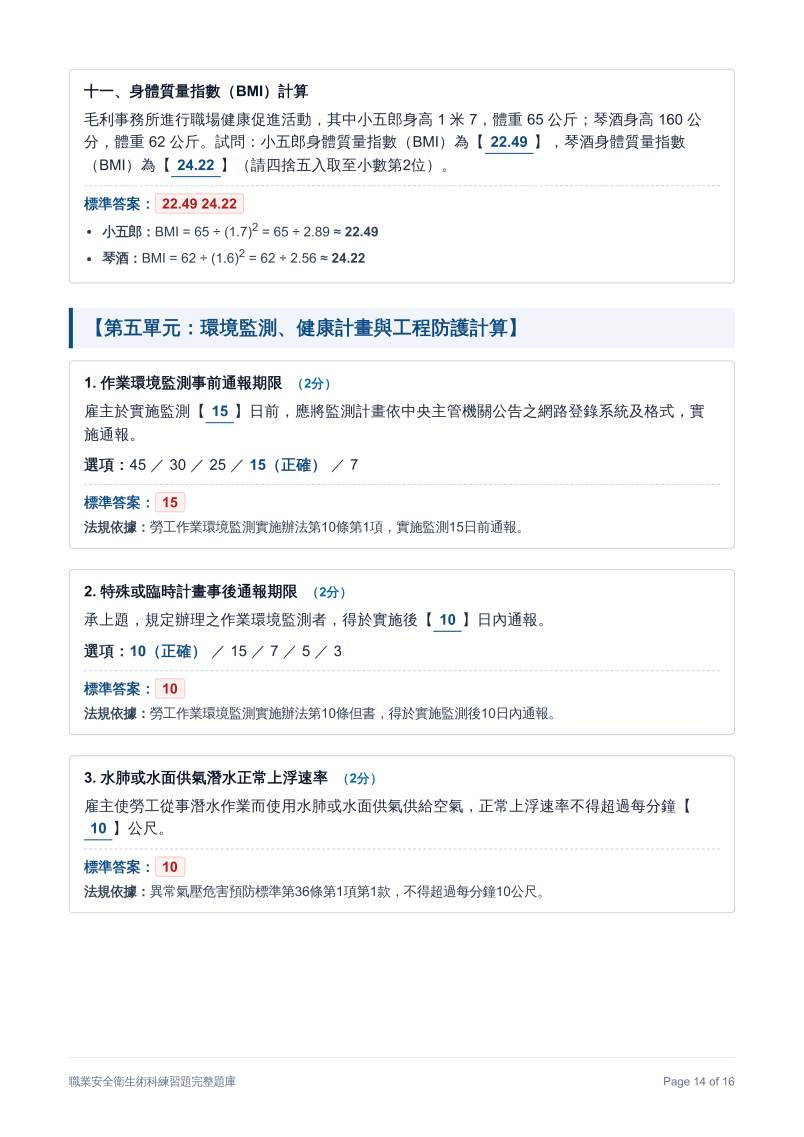 十一、身體質量指數（BMI）計算
毛利事務所進行職場健康促進活動，其中小五郎身高 1 米 7，體重 65 公斤；琴酒身高 160 公
分，體重 62 公斤。試問：小五郎身體質量指數（BMI）為【 22.49 】，琴酒身體質量指數
（BMI）為【 24.22 】（請四捨五入取至小數第2位）。
標準答案：22.49 24.22
• 小五郎：BMI = 65 ÷ (1.7)² = 65 ÷ 2.89 ≈ 22.49
• 琴酒：BMI = 62 ÷ (1.6)² = 62 ÷ 2.56 ≈ 24.22
【第五單元：環境監測、健康計畫與工程防護計算】
1. 作業環境監測事前通報期限 （2分）
雇主於實施監測【 15 】日前，應將監測計畫依中央主管機關公告之網路登錄系統及格式，實
施通報。
選項：45 ／ 30 ／ 25 ／ 15（正確） ／ 7
標準答案：15
法規依據：勞工作業環境監測實施辦法第10條第1項，實施監測15日前通報。
2. 特殊或臨時計畫事後通報期限 （2分）
承上題，規定辦理之作業環境監測者，得於實施後【 10 】日內通報。
選項：10（正確） ／ 15 ／ 7 ／ 5 ／ 3
標準答案：10
法規依據：勞工作業環境監測實施辦法第10條但書，得於實施監測後10日內通報。
3. 水肺或水面供氣潛水正常上浮速率 （2分）
雇主使勞工從事潛水作業而使用水肺或水面供氣供給空氣，正常上浮速率不得超過每分鐘【
10 】公尺。
標準答案：10
法規依據：異常氣壓危害預防標準第36條第1項第1款，不得超過每分鐘10公尺。
職業安全衛生術科練習題完整題庫
Page 14 of 16